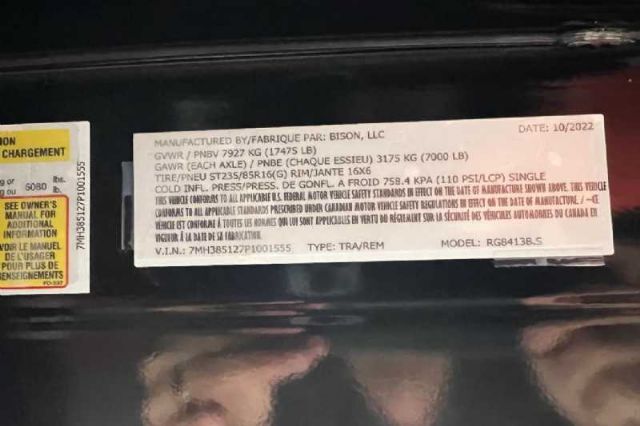 ION
CHARGEMENT
g or
g ou 5080 lbs.
lb.
SEE OWNER'S
MANUAL FOR
ADDITIONAL
INFORMATION
VOIR LE MANUEL
DE L'USAGER
POUR PLUS DE
RENSEIGNEMENTS
7MH385127P1001555
MANUFACTURED BY/FABRIQUE PAR: BISON, LLC DATE: 10/2022
GVWR / PNBV 7927 KG (17475 LB)
GAWR (EACH AXLE) / PNBE (CHAQUE ESSIEU) 3175 KG (7000 LB)
TIRE/PNEU ST235/85R16(G) RIM/JANTE 16X6
COLD INFL. PRESS/PRESS. DE GONFL. A FROID 758.4 KPA (110 PSI/LCP) SINGLE
THIS VEHICLE CONFORMS TO ALL APPLICABLE U.S. FEDERAL MOTOR VEHICLE SAFETY STANDARDS IN EFFECT ON THE DATE OF MANUFACTURE SHOWN ABOVE. THIS VEHICLE
CONFORMS TO ALL APPLICABLE STANDARDS PRESCRIBED UNDER CANADIAN MOTOR VEHICLE SAFETY REGULATIONS IN EFFECT ON THE DATE OF MANUFACTURE. / -CE
VEHICLE EST CONFORME A TOUTES LES NORMES QUI LUI SONT APPLICABLES EN VERTU DU RÈGLEMENT SUR LA SÉCURITÉ DES VÉHICULES AUTOMOBILES DU CANADA EN
VIGUEUR À LA DATE DE SA FABRICATION.
V.I.N.: 7MH385127P1001555 TYPE: TRA/REM MODEL: RG8413B.S